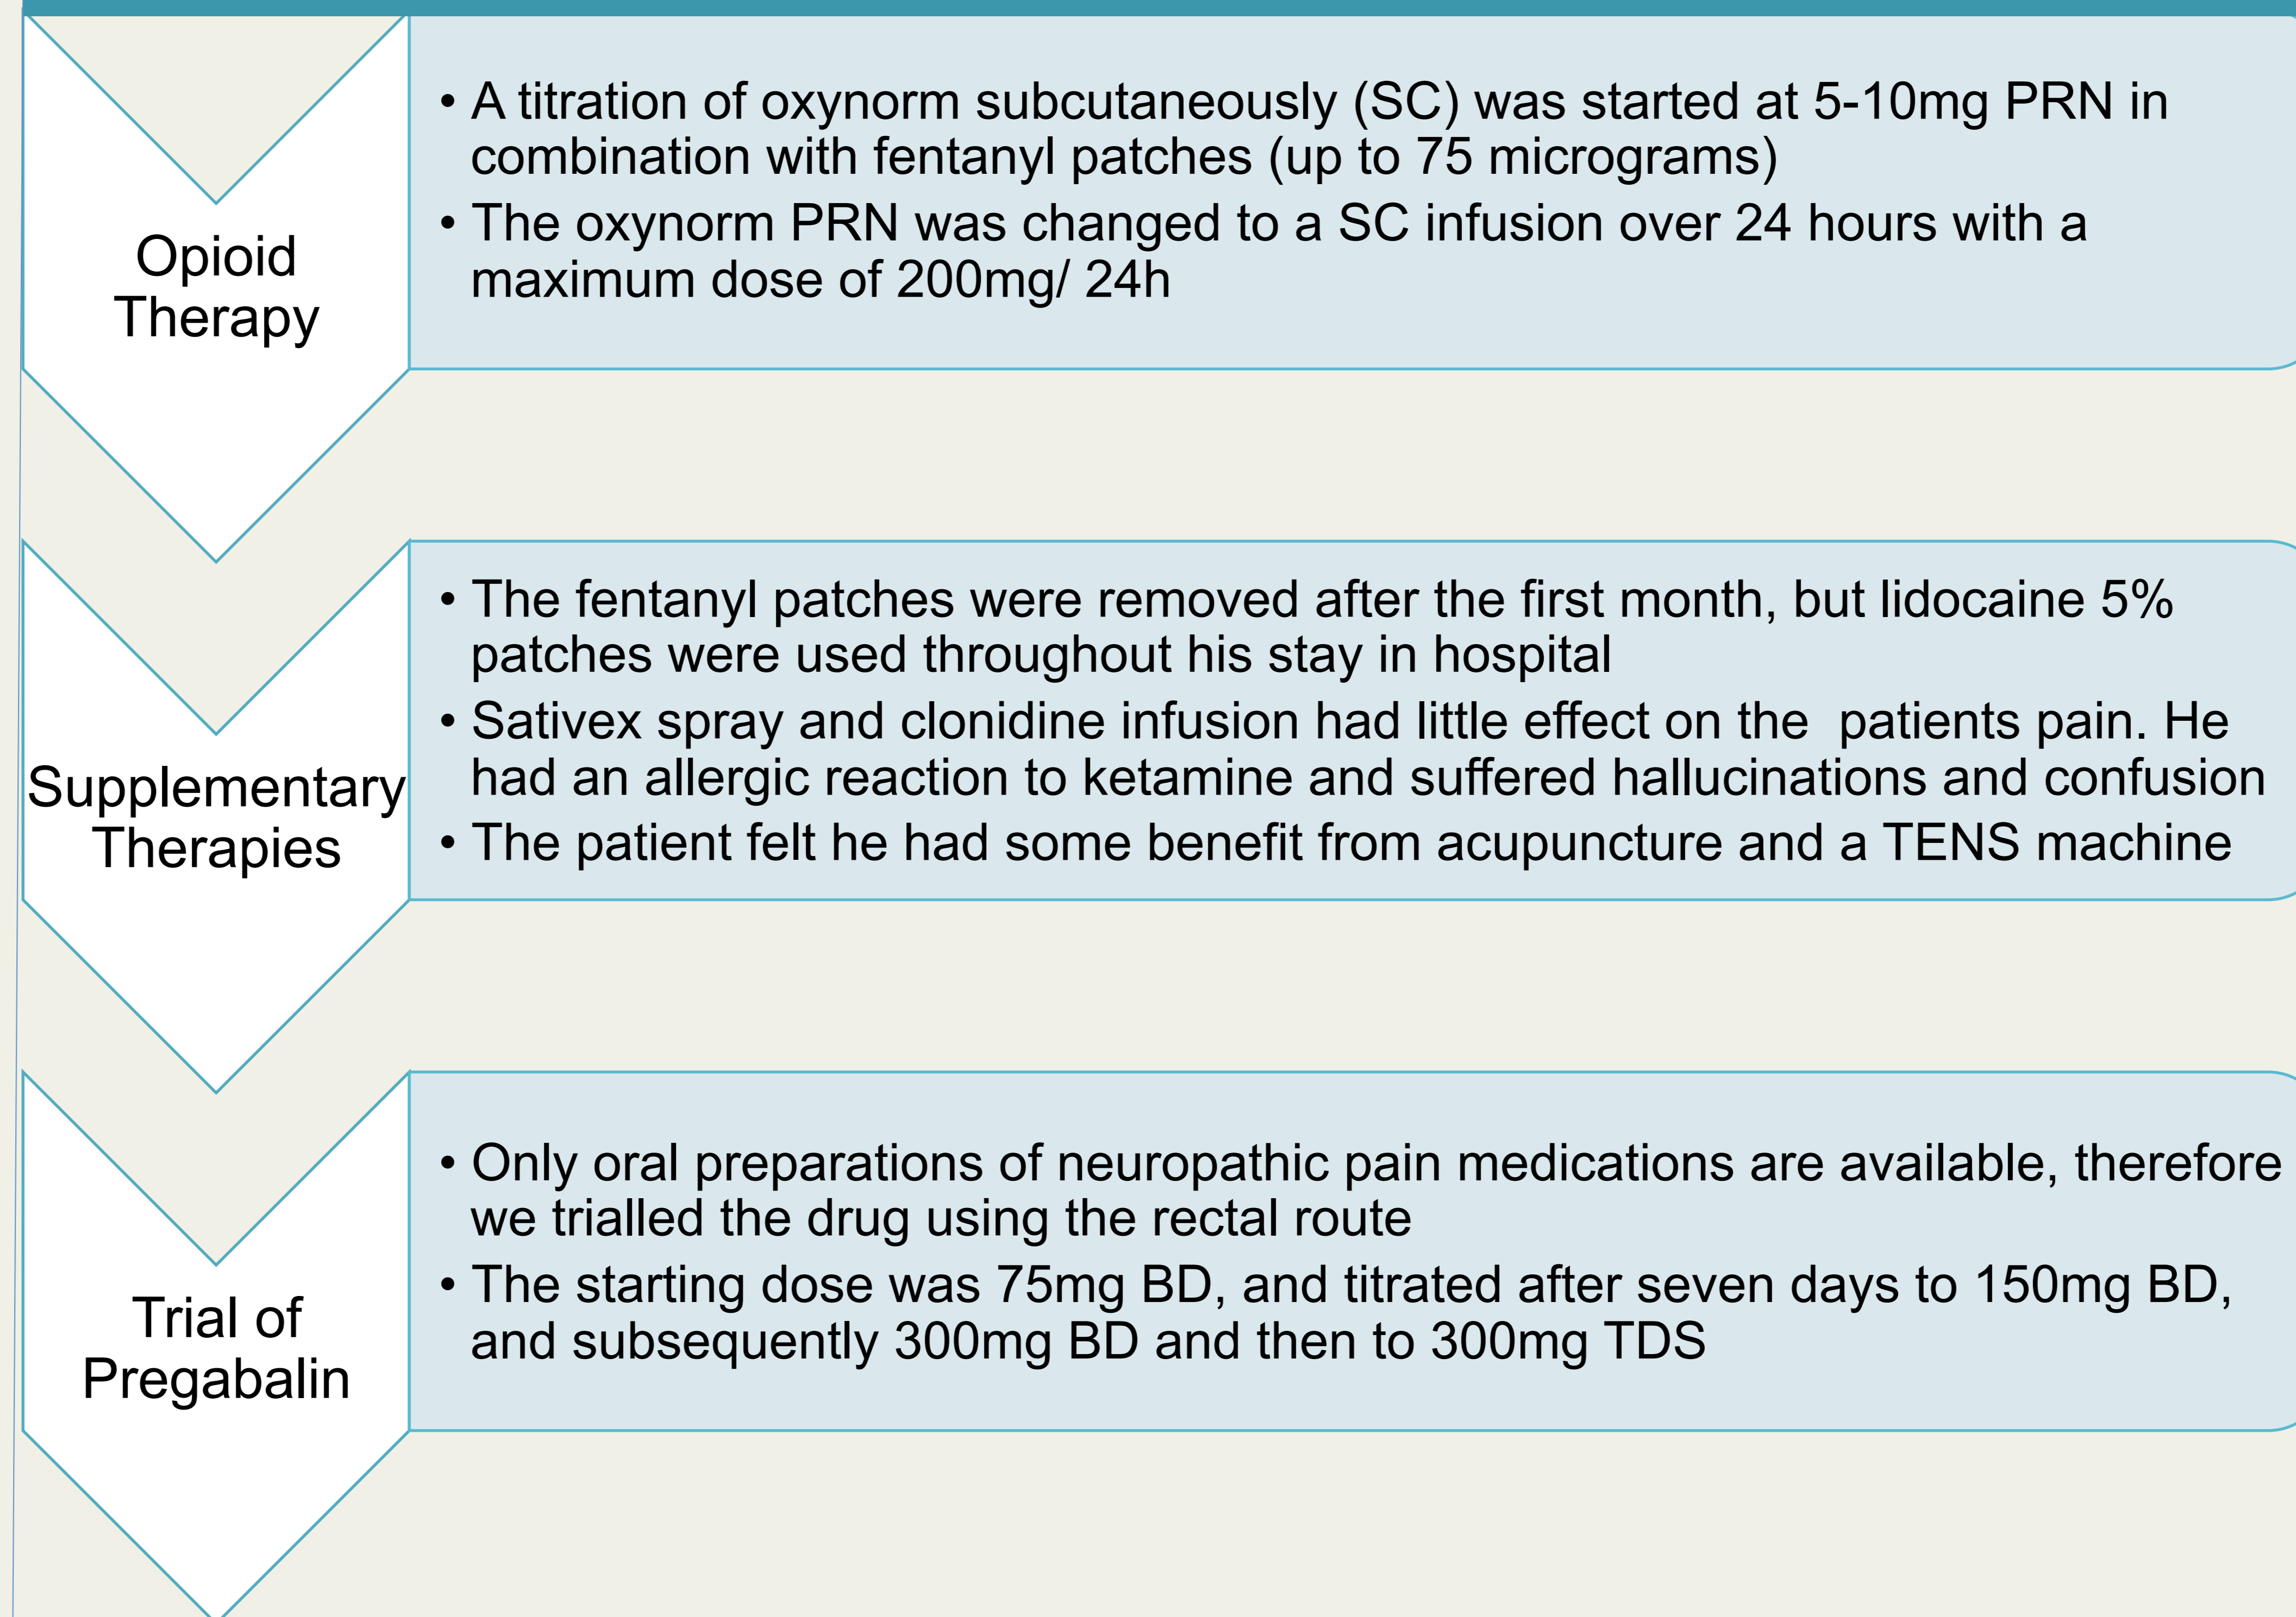 Opioid
Therapy
• A titration of oxynorm subcutaneously (SC) was started at 5-10mg PRN in
combination with fentanyl patches (up to 75 micrograms)
• The oxynorm PRN was changed to a SC infusion over 24 hours with a
maximum dose of 200mg/ 24h
Supplementary
Therapies
• The fentanyl patches were removed after the first month, but lidocaine 5%
patches were used throughout his stay in hospital
• Sativex spray and clonidine infusion had little effect on the  patients pain. He
had an allergic reaction to ketamine and suffered hallucinations and confusion
• The patient felt he had some benefit from acupuncture and a TENS machine
Trial of
Pregabalin
• Only oral preparations of neuropathic pain medications are available, therefore
we trialled the drug using the rectal route
• The starting dose was 75mg BD, and titrated after seven days to 150mg BD,
and subsequently 300mg BD and then to 300mg TDS